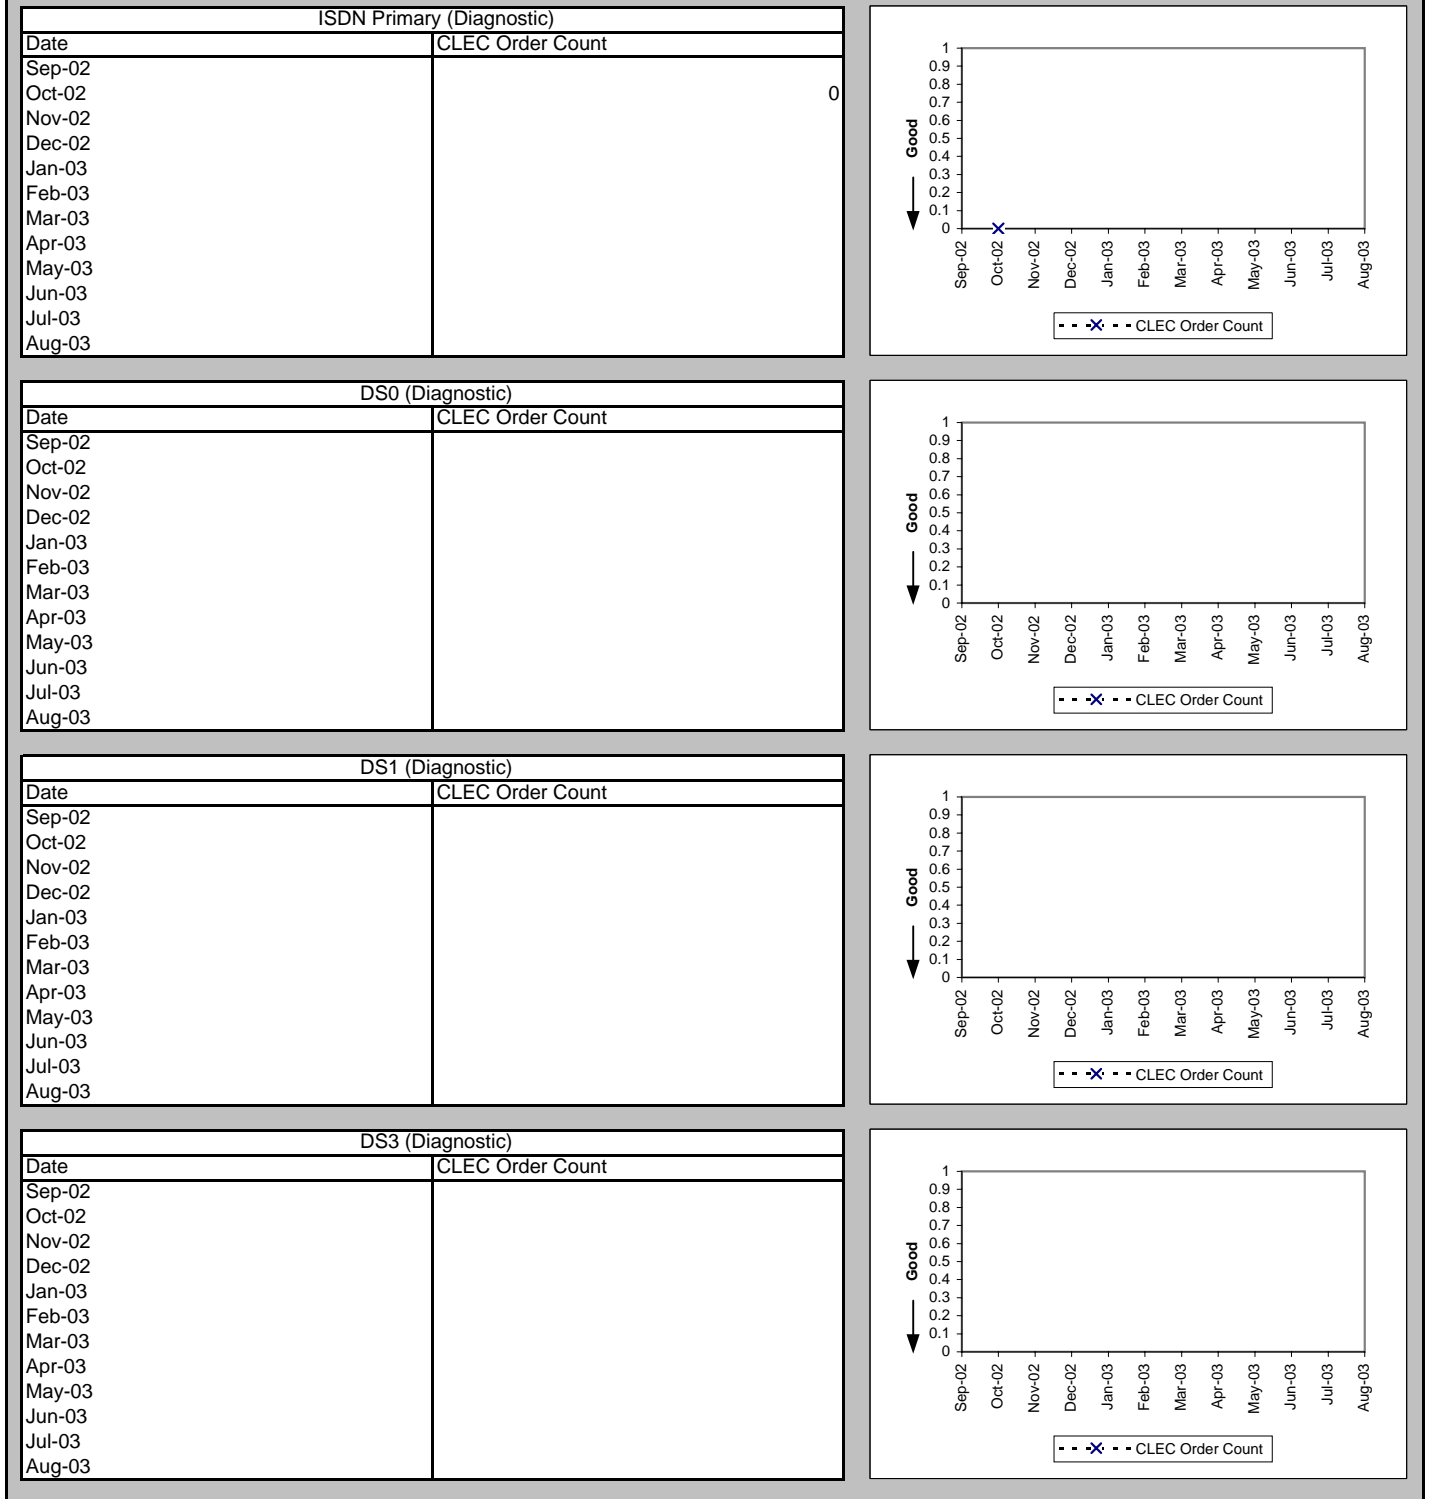 ISDN Primary (Diagnostic)
Date CLEC Order Count
Sep-02
Oct-02 0
Nov-02
Dec-02
Jan-03
Feb-03
Mar-03
Apr-03
May-03
Jun-03
Jul-03
Aug-03
Good
1
0.9
0.8
0.7
0.6
0.5
0.4
0.3
0.2
0.1
0
Sep-02 Oct-02 Nov-02 Dec-02 Jan-03 Feb-03 Mar-03 Apr-03 May-03 Jun-03 Jul-03 Aug-03
CLEC Order Count
DS0 (Diagnostic)
Date CLEC Order Count
Sep-02
Oct-02
Nov-02
Dec-02
Jan-03
Feb-03
Mar-03
Apr-03
May-03
Jun-03
Jul-03
Aug-03
Good
1
0.9
0.8
0.7
0.6
0.5
0.4
0.3
0.2
0.1
0
Sep-02 Oct-02 Nov-02 Dec-02 Jan-03 Feb-03 Mar-03 Apr-03 May-03 Jun-03 Jul-03 Aug-03
CLEC Order Count
DS1 (Diagnostic)
Date CLEC Order Count
Sep-02
Oct-02
Nov-02
Dec-02
Jan-03
Feb-03
Mar-03
Apr-03
May-03
Jun-03
Jul-03
Aug-03
Good
1
0.9
0.8
0.7
0.6
0.5
0.4
0.3
0.2
0.1
0
Sep-02 Oct-02 Nov-02 Dec-02 Jan-03 Feb-03 Mar-03 Apr-03 May-03 Jun-03 Jul-03 Aug-03
CLEC Order Count
DS3 (Diagnostic)
Date CLEC Order Count
Sep-02
Oct-02
Nov-02
Dec-02
Jan-03
Feb-03
Mar-03
Apr-03
May-03
Jun-03
Jul-03
Aug-03
Good
1
0.9
0.8
0.7
0.6
0.5
0.4
0.3
0.2
0.1
0
Sep-02 Oct-02 Nov-02 Dec-02 Jan-03 Feb-03 Mar-03 Apr-03 May-03 Jun-03 Jul-03 Aug-03
CLEC Order Count